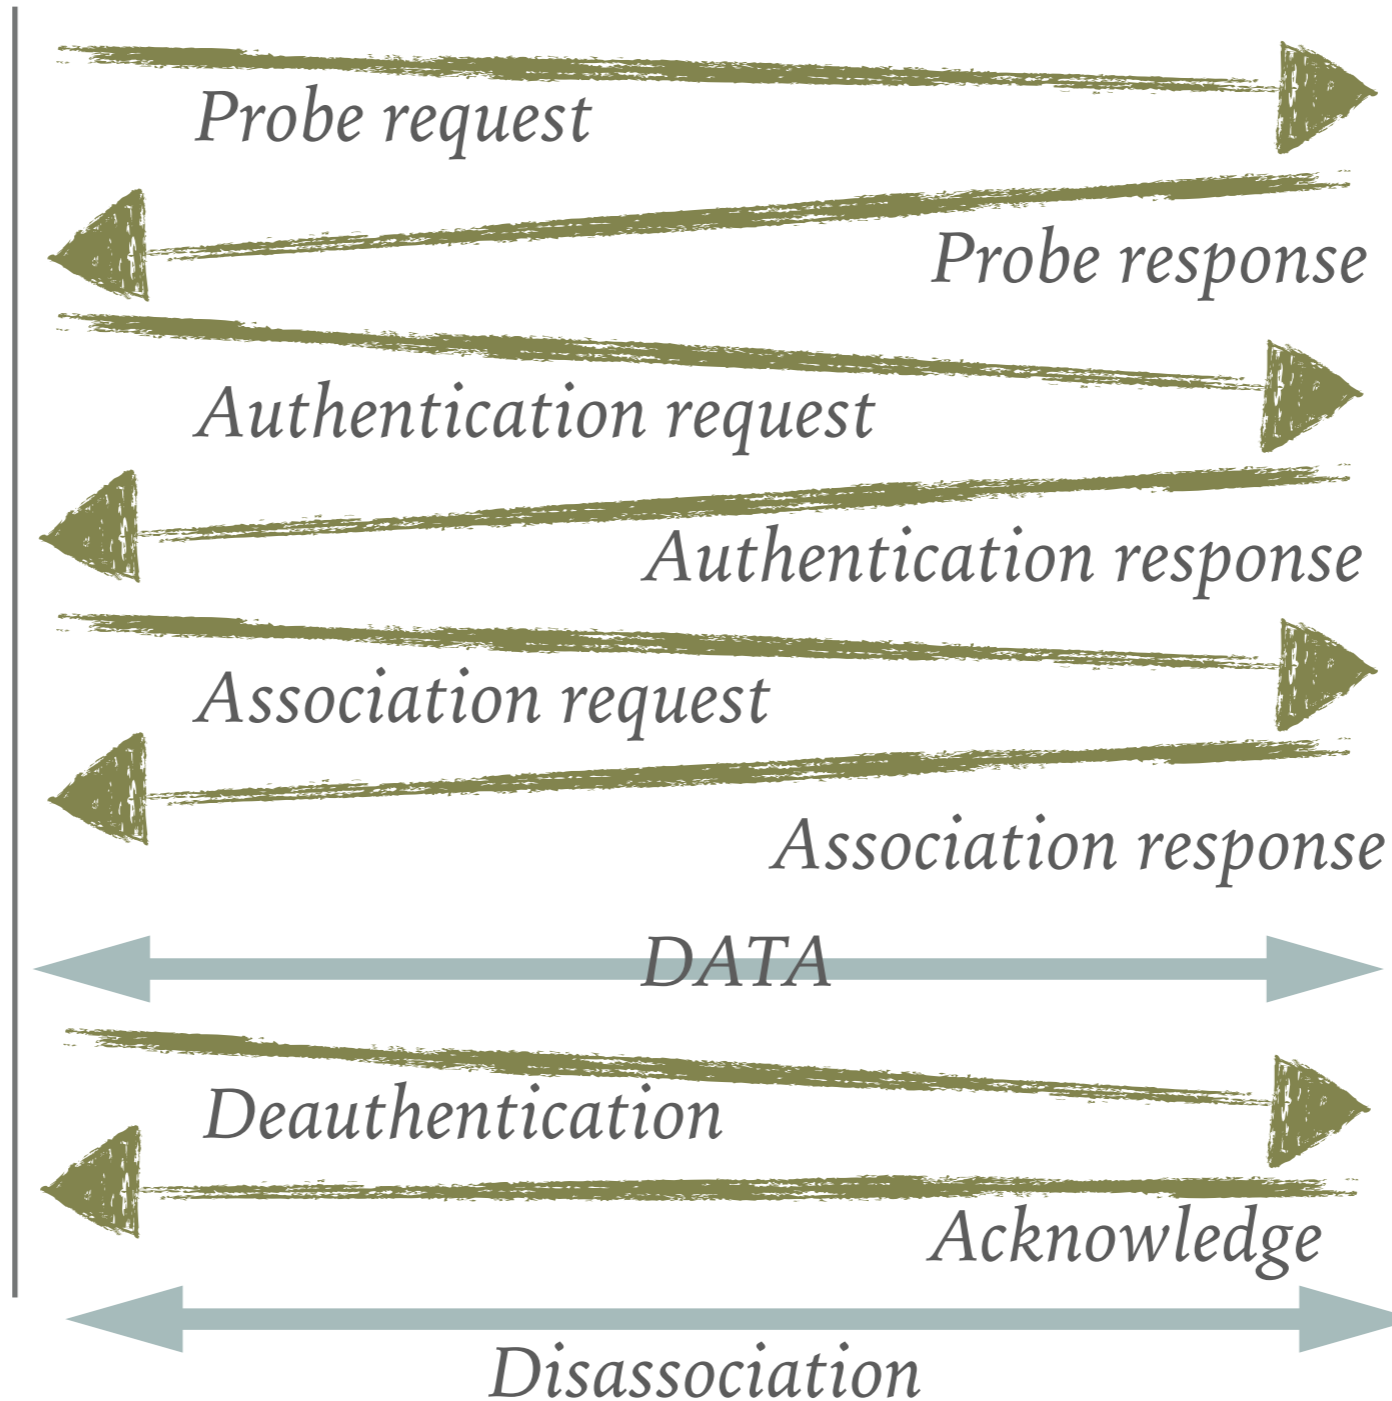 Probe request
Probe response
Authentication request
Authentication response
Association request
Association response
DATA
Deauthentication
Acknowledge
Disassociation